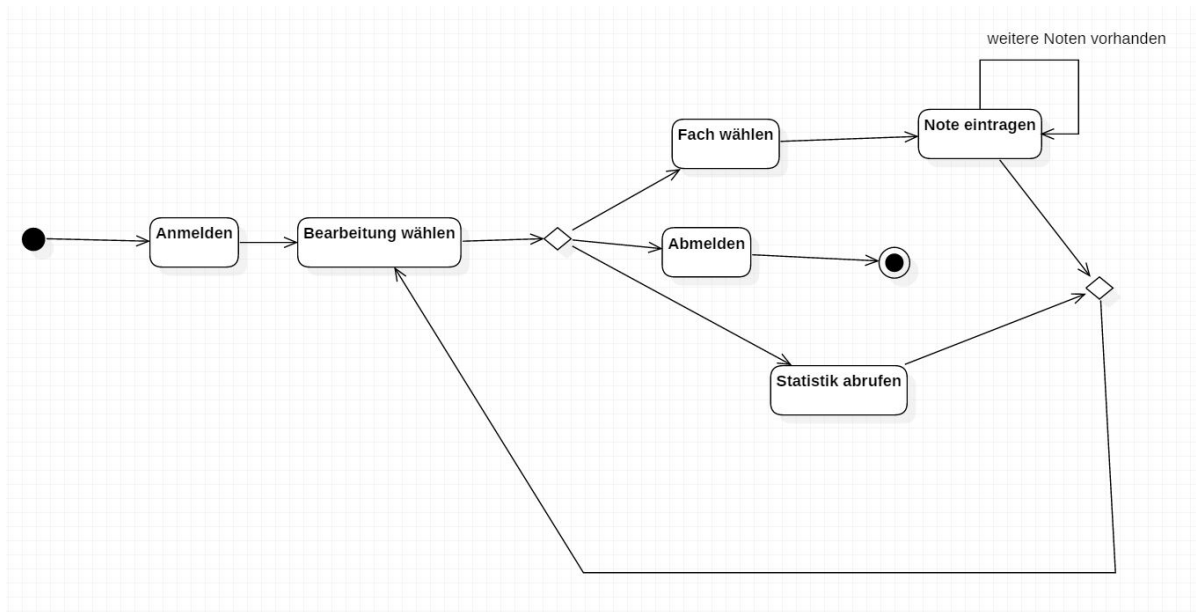 weitere Noten vorhanden
Fach wählen
Note eintragen
Anmelden
Bearbeitung wählen
Abmelden
Statistik abrufen